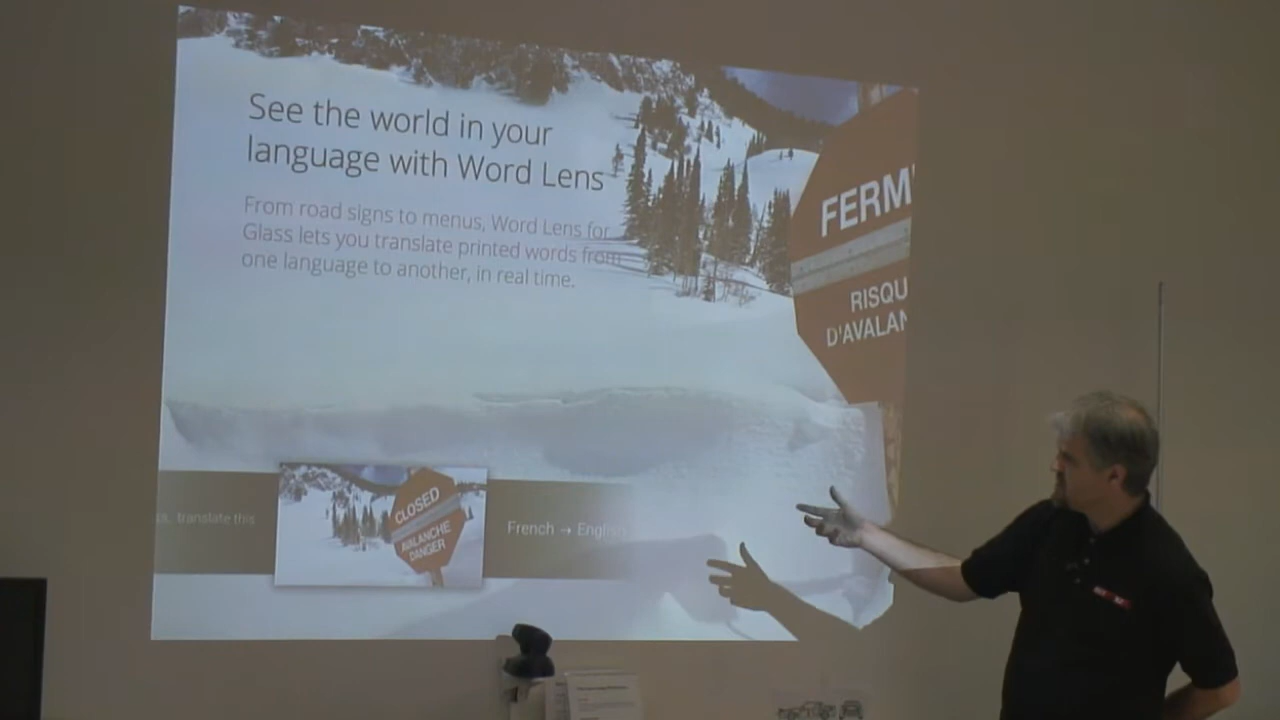 See the world in your
language with Word Lens
From road signs to menus, Word Lens for
Glass lets you translate printed words from
one language to another, in real time.
FERM
RISQU
D'AVALAN
translate this
CLOSED
AVALANCHE
DANGER
French → English